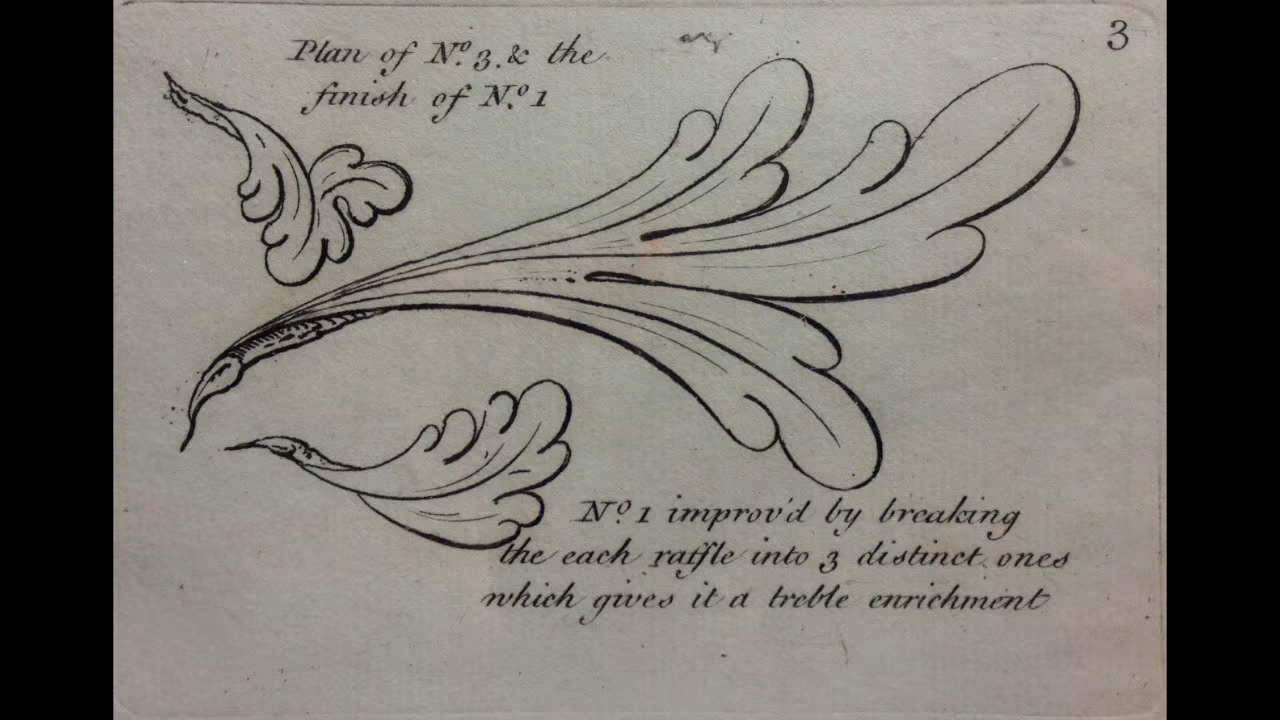 3
Plan of Nº. 3. & the
finish of Nº. 1
Nº. 1 improv'd by breaking
the each raffle into 3 distinct ones
which gives it a treble enrichment